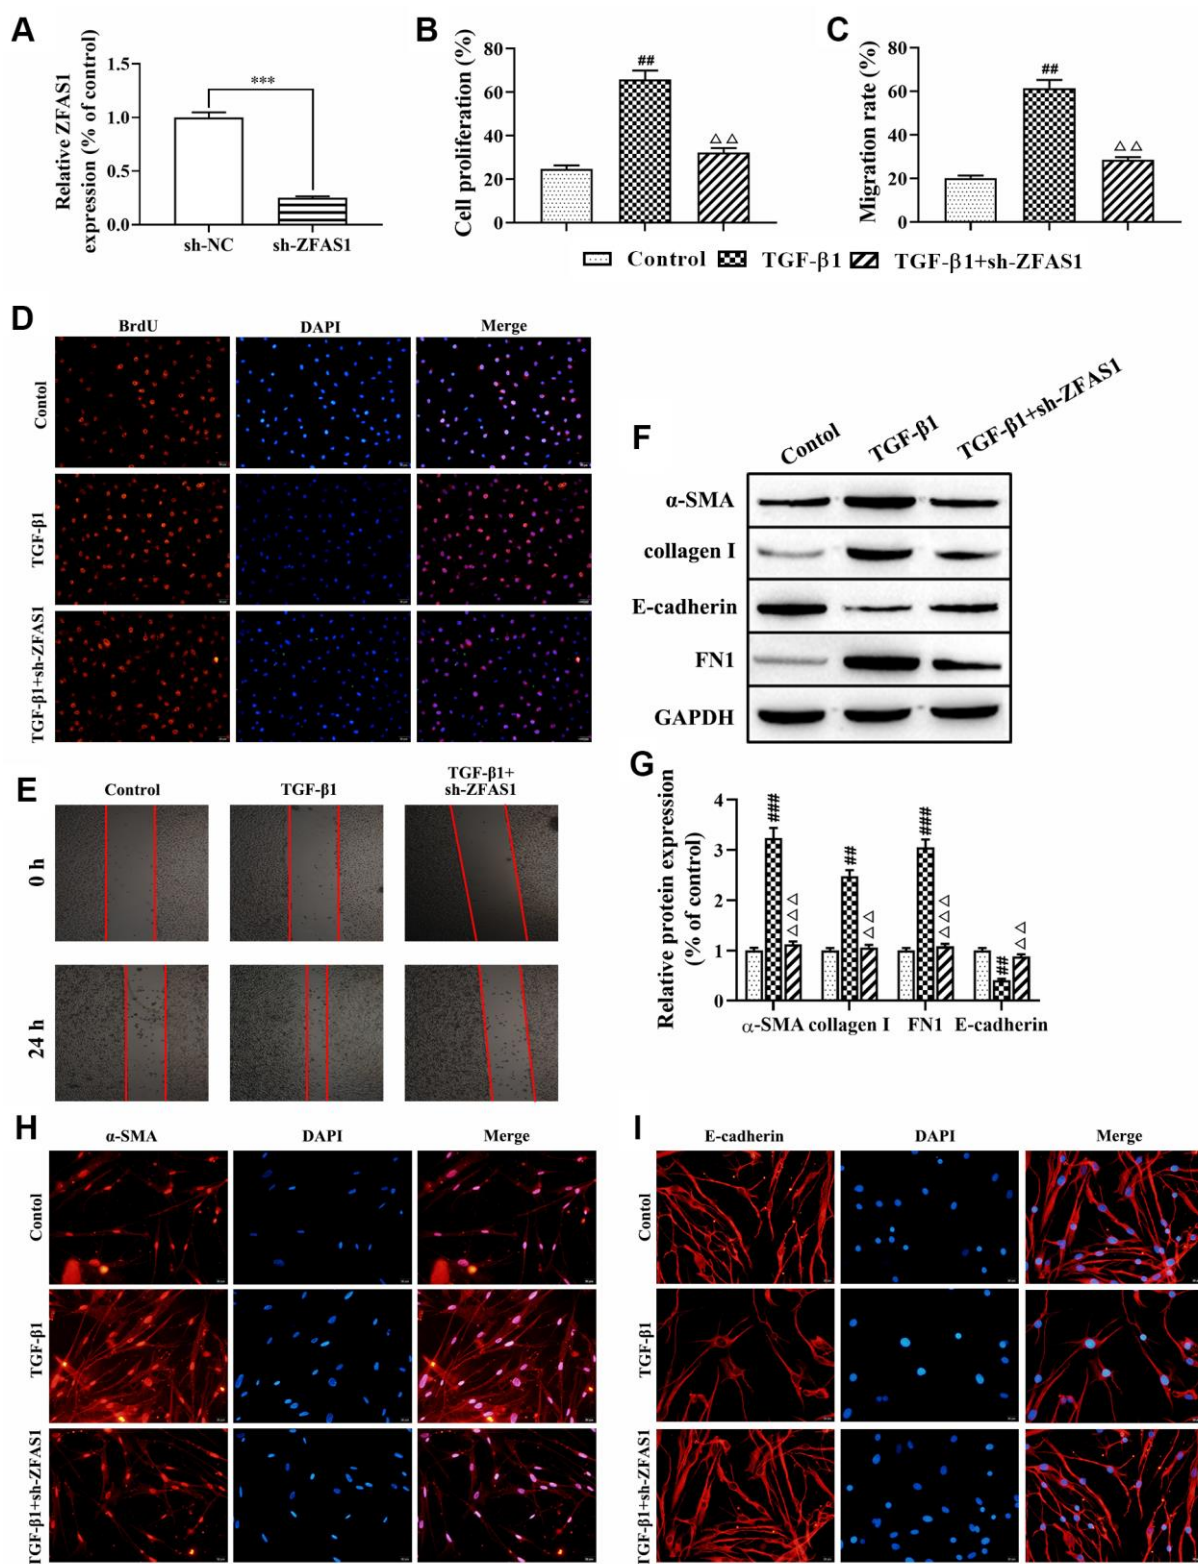 A
Relative ZFAS1
expression (% of control)
1.5
1.0
0.5
0.0
***
sh-NC
sh-ZFAS1
B
Cell proliferation (%)
80
60
40
20
0
##
△△
C
Migration rate (%)
80
60
40
20
0
##
△△
Control
TGF-β1
TGF-β1+sh-ZFAS1
D
BrdU
DAPI
Merge
Contol
TGF-β1
TGF-β1+sh-ZFAS1
E
Control
TGF-β1
TGF-β1+
sh-ZFAS1
0 h
24 h
F
Contol
TGF-β1
TGF-β1+sh-ZFAS1
α-SMA
collagen I
E-cadherin
FN1
GAPDH
G
Relative protein expression
(% of control)
4
3
2
1
0
###
△△△
##
△△
###
△△△
##
△△
α-SMA
collagen I
FN1
E-cadherin
H
α-SMA
DAPI
Merge
Contol
TGF-β1
TGF-β1+sh-ZFAS1
I
E-cadherin
DAPI
Merge
Contol
TGF-β1
TGF-β1+sh-ZFAS1